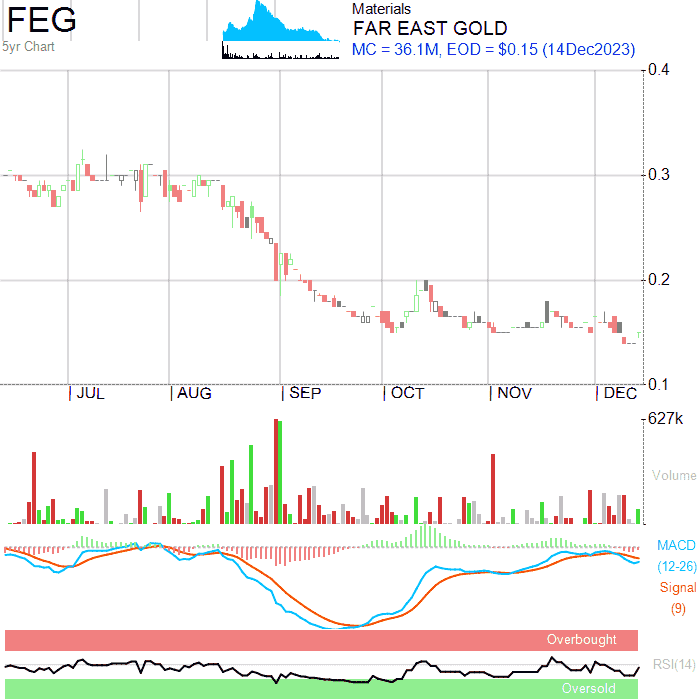 FEG
5yr Chart
Materials
FAR EAST GOLD
MC = 36.1M, EOD = $0.15 (14Dec2023)
0.4
0.3
0.2
0.1
JUL
AUG
SEP
OCT
NOV
DEC
627k
Volume
MACD
(12-26)
Signal
(9)
Overbought
RSI(14)
Oversold